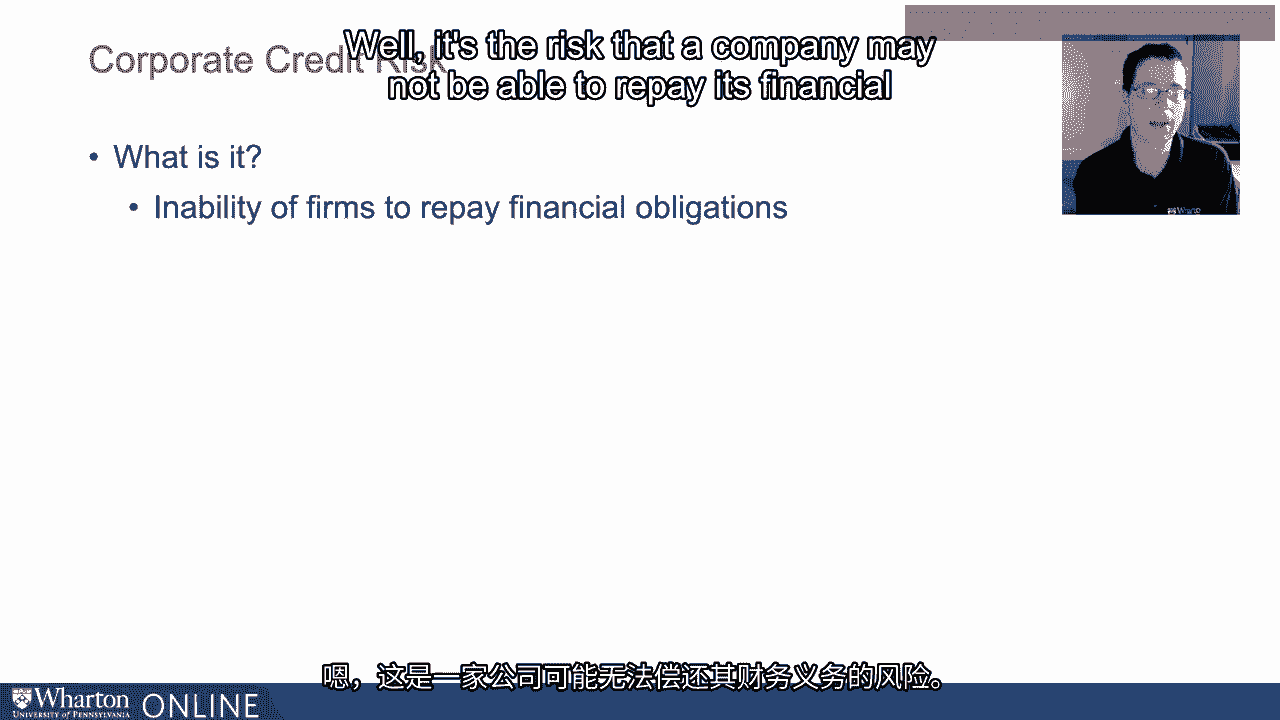 Well, it's the risk that a company may
not be able to repay its financial
Corporate Credit Risk
• What is it?
• Inability of firms to repay financial obligations
Wharton
嗯，这是一家公司可能无法偿还其财务义务的风险。
Wharton
UNIVERSITY of PENNSYLVANIA
ONLINE